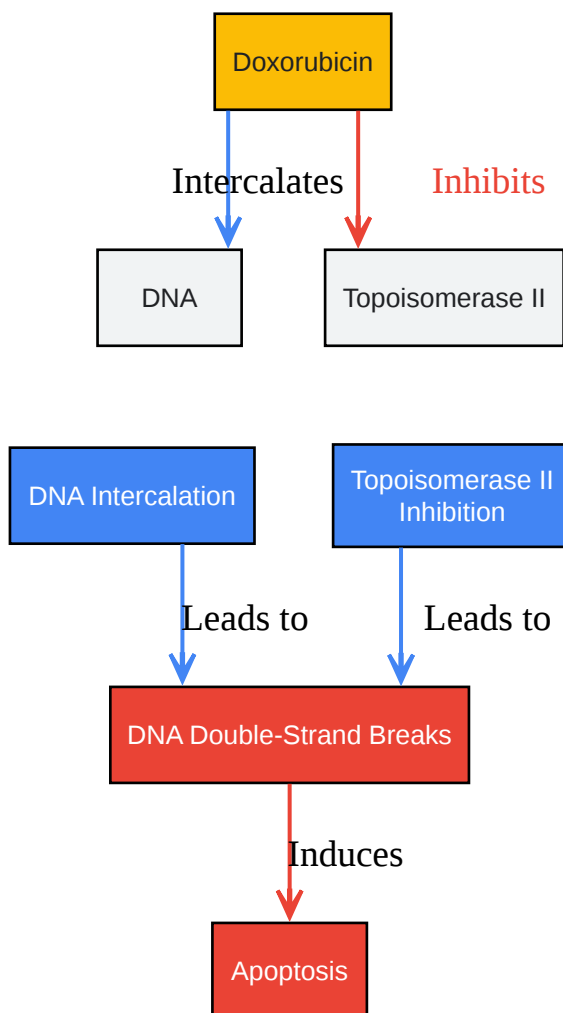 Doxorubicin
Intercalates
Inhibits
DNA
Topoisomerase II
DNA Intercalation
Topoisomerase II
Inhibition
Leads to
Leads to
DNA Double-Strand Breaks
Induces
Apoptosis